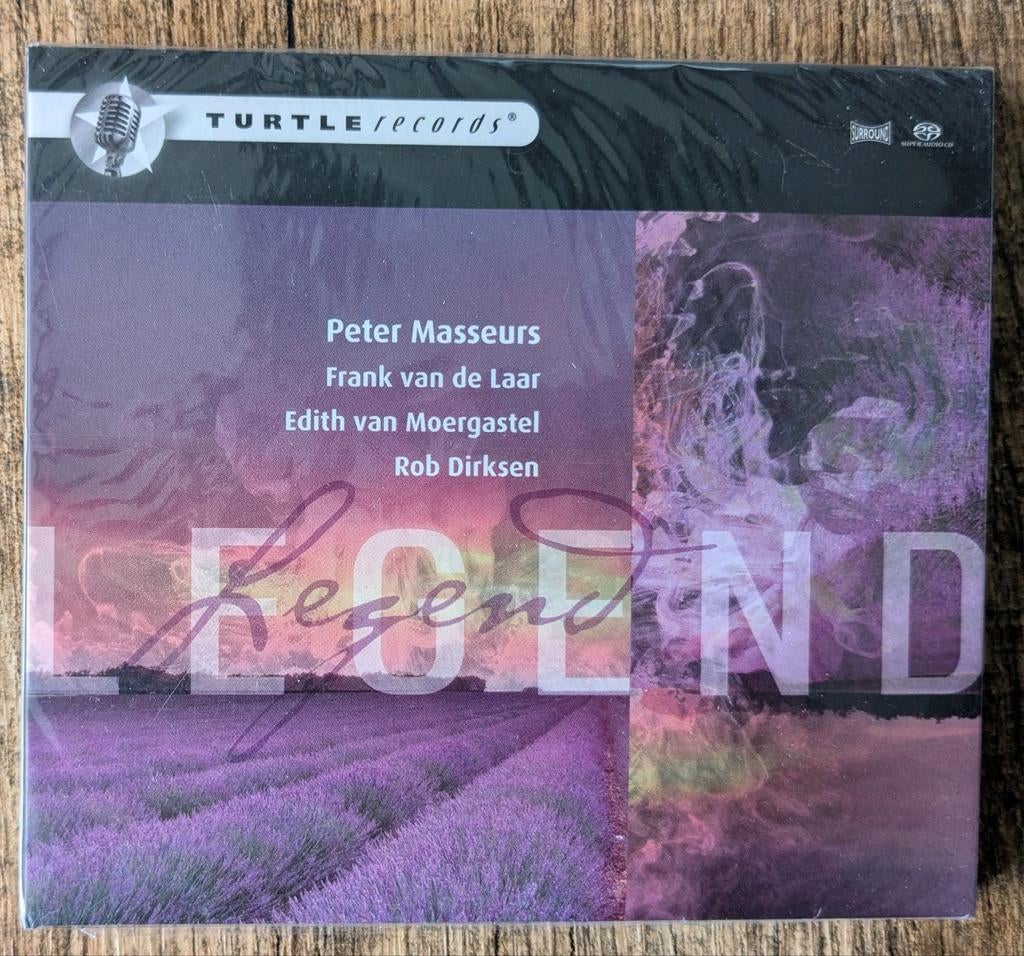 TURTLE records®
SURROUND
SUPER AUDIO CD
Peter Masseurs
Frank van de Laar
Edith van Moergastel
Rob Dirksen
LEGEND
Legend